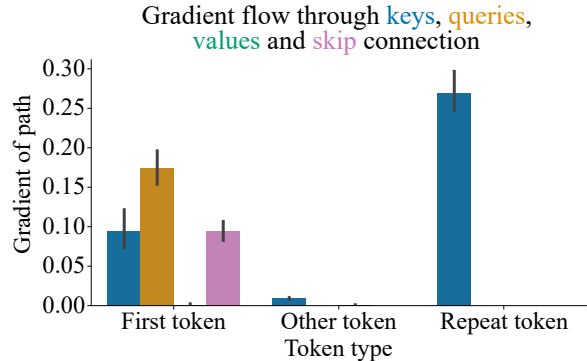 Gradient flow through keys, queries,
values and skip connection
Gradient of path
0.30
0.25
0.20
0.15
0.10
0.05
0.00
First token Other token Repeat token
Token type